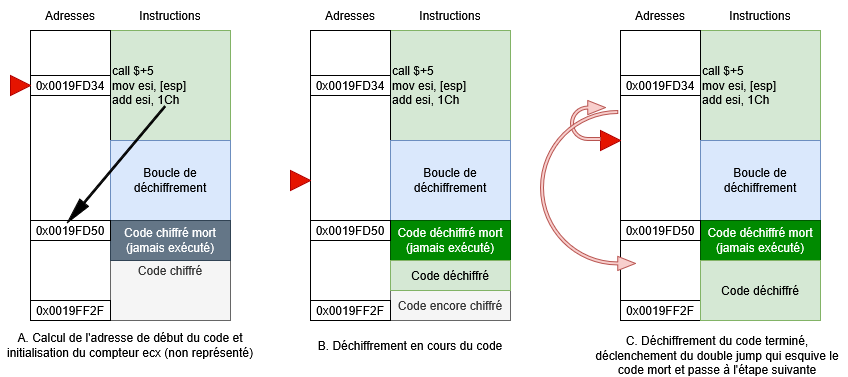 Adresses Instructions
call $+5
0x0019FD34 mov esi, [esp]
add esi, 1Ch
Boucle de
déchiffrement
0x0019FD50 Code chiffré mort
(jamais exécuté)
Code chiffré
0x0019FF2F
A. Calcul de l'adresse de début du code et
initialisation du compteur ecx (non représenté)
Adresses Instructions
call $+5
0x0019FD34 mov esi, [esp]
add esi, 1Ch
Boucle de
déchiffrement
0x0019FD50 Code déchiffré mort
(jamais exécuté)
Code déchiffré
0x0019FF2F Code encore chiffré
B. Déchiffrement en cours du code
Adresses Instructions
call $+5
0x0019FD34 mov esi, [esp]
add esi, 1Ch
Boucle de
déchiffrement
0x0019FD50 Code déchiffré mort
(jamais exécuté)
Code déchiffré
0x0019FF2F
C. Déchiffrement du code terminé,
déclenchement du double jump qui esquive le
code mort et passe à l'étape suivante